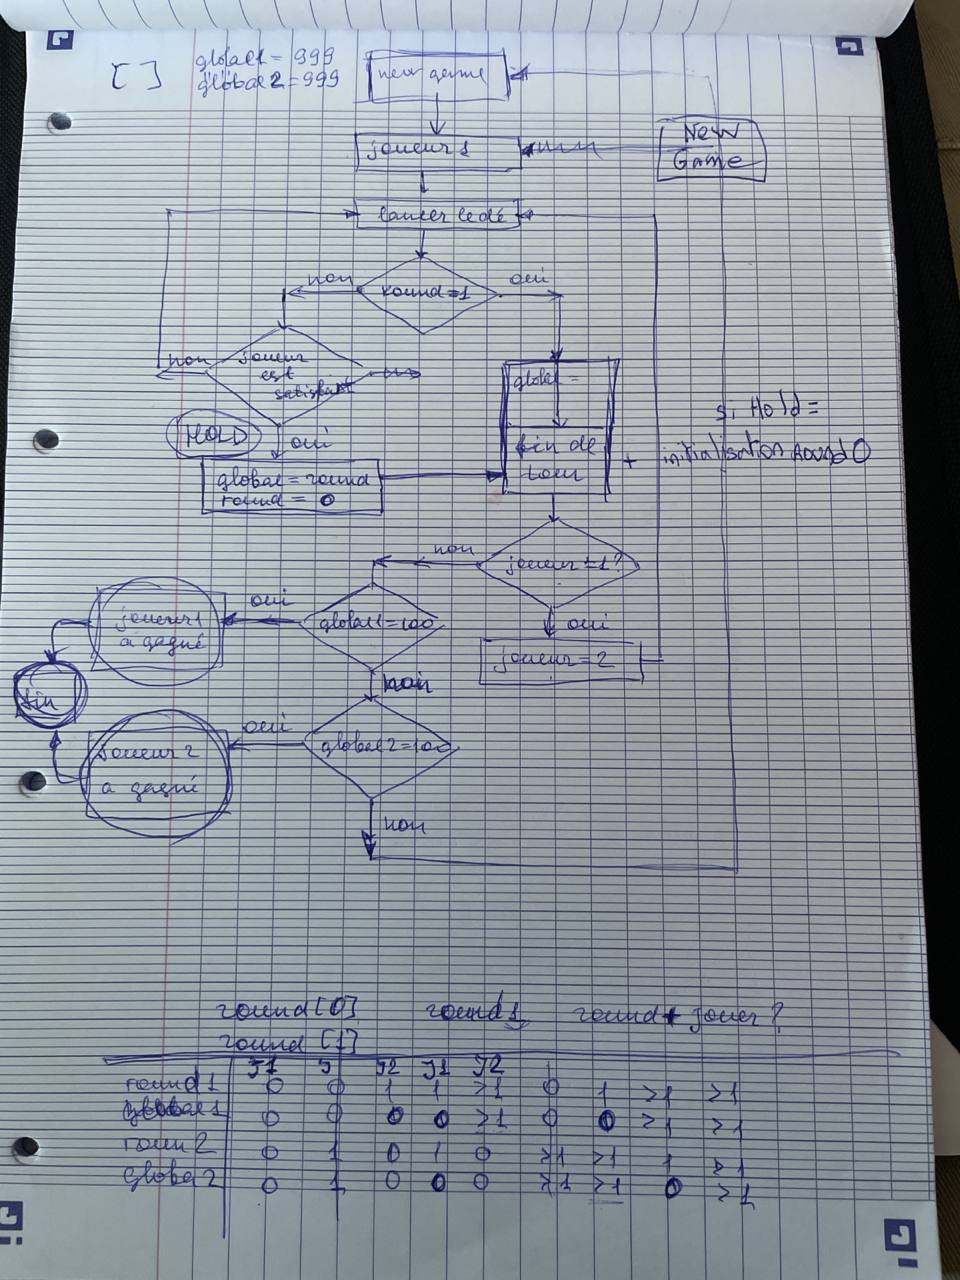 [ ]
global1 = 999
global2 = 999
new game
New
Game
joueur 1
lancer le dé
non
round=1
oui
non
joueur
est
satisfait
HOLD
oui
global = round
round = 0
global =
fin de
tour
+
si Hold =
initialisation Round 0
non
joueur =1?
oui
joueur = 2
oui
global1=100
joueur 1
a gagné
non
fin
oui
global2=100
joueur 2
a gagné
non
round [0] round 1 round + jouer ?
round [1]
J1 J J2 J1 J2
round 1 0 0 1 1 >1 0 1 >1 >1
global1 0 0 0 0 >1 0 0 >1 >1
roun 2 0 1 0 1 0 >1 >1 1 >1
globa 2 0 1 0 0 0 >1 >1 0 >1